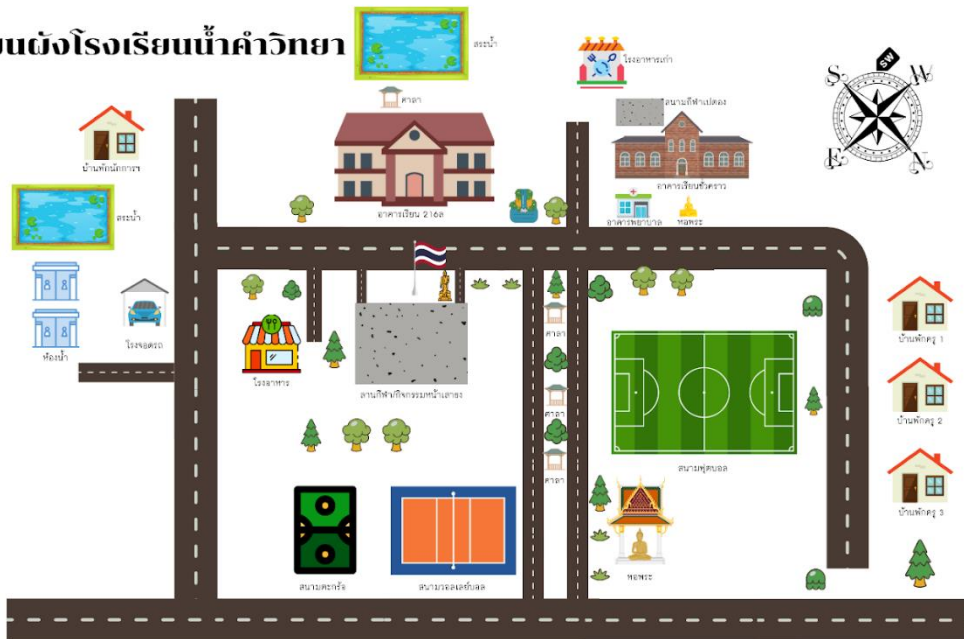 นผังโรงเรียนน้ำคำวิทยา
สระน้ำ
โรงอาหารเก่า
SW
S
W
E
N
ศาลา
สนามกีฬาเปตอง
บ้านพักนักการฯ
อาคารเรียน 216ล
อาคารเรียนชั่วคราว
สระน้ำ
อาคารพยาบาล
หอพระ
ห้องน้ำ
โรงจอดรถ
โรงอาหาร
ลานกีฬา/กิจกรรมหน้าเสาธง
ศาลา
บ้านพักครู 1
ศาลา
บ้านพักครู 2
สนามฟุตบอล
ศาลา
บ้านพักครู 3
สนามตะกร้อ
สนามวอลเลย์บอล
หอพระ